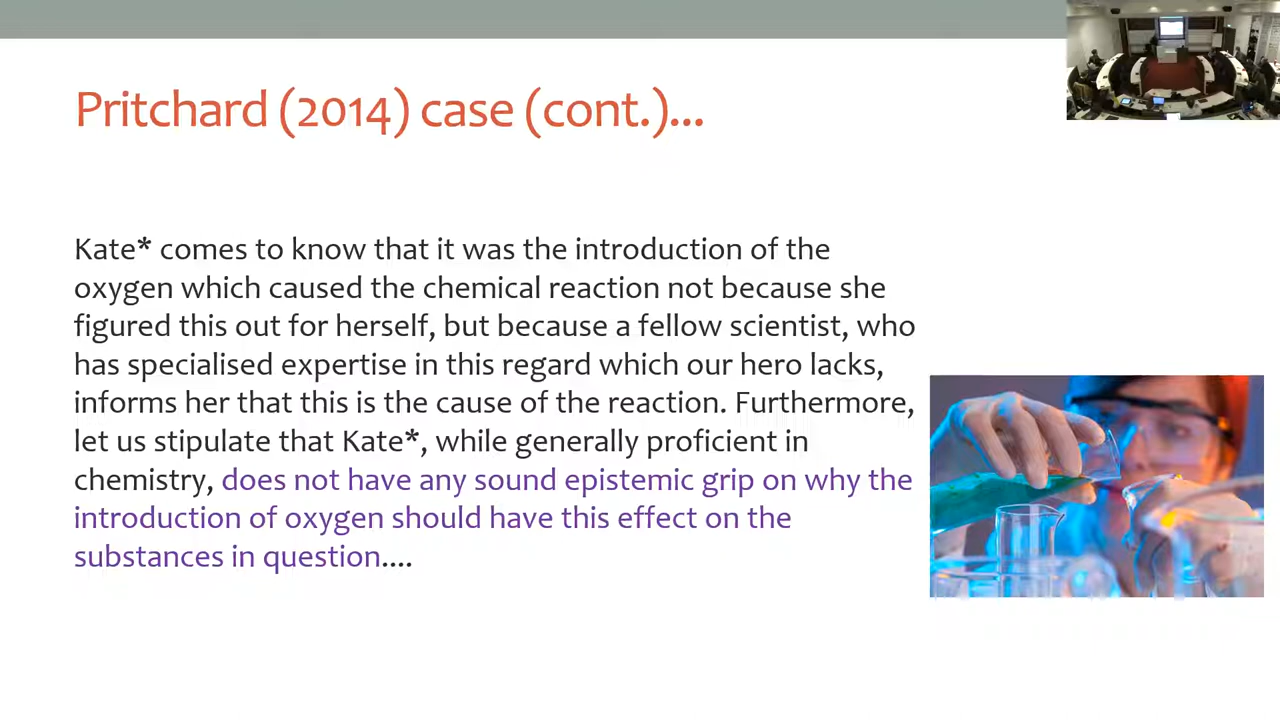 Pritchard (2014) case (cont.)...
Kate* comes to know that it was the introduction of the
oxygen which caused the chemical reaction not because she
figured this out for herself, but because a fellow scientist, who
has specialised expertise in this regard which our hero lacks,
informs her that this is the cause of the reaction. Furthermore,
let us stipulate that Kate*, while generally proficient in
chemistry, does not have any sound epistemic grip on why the
introduction of oxygen should have this effect on the
substances in question....